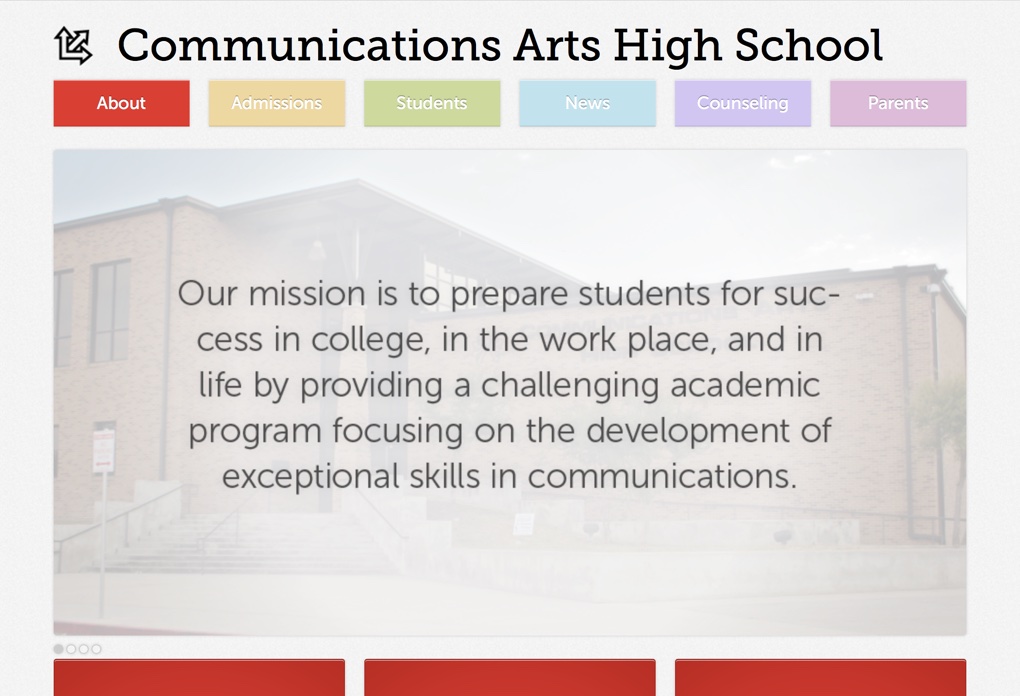 Communications Arts High School
About Admissions Students News Counseling Parents
Our mission is to prepare students for suc-
cess in college, in the work place, and in
life by providing a challenging academic
program focusing on the development of
exceptional skills in communications.